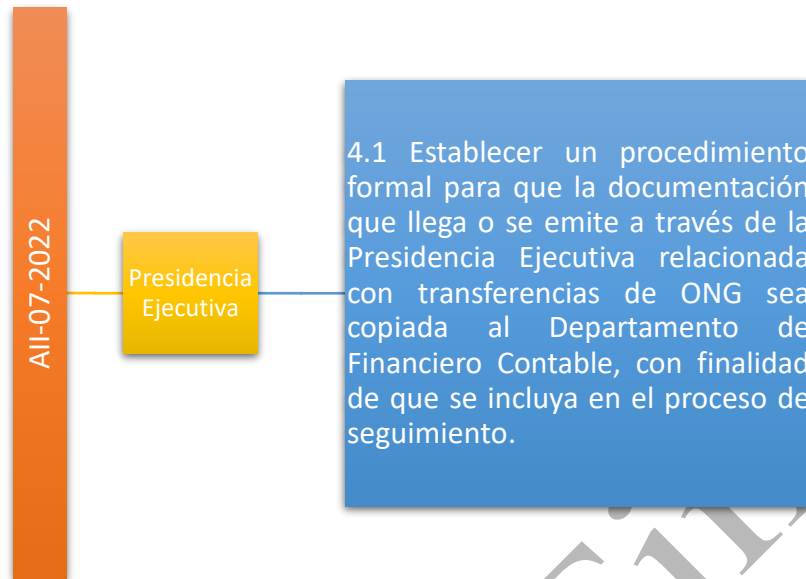 AII-07-2022
Presidencia
Ejecutiva
4.1 Establecer un procedimiento
formal para que la documentación
que llega o se emite a través de la
Presidencia Ejecutiva relacionada
con transferencias de ONG sea
copiada al Departamento de
Financiero Contable, con finalidad
de que se incluya en el proceso de
seguimiento.